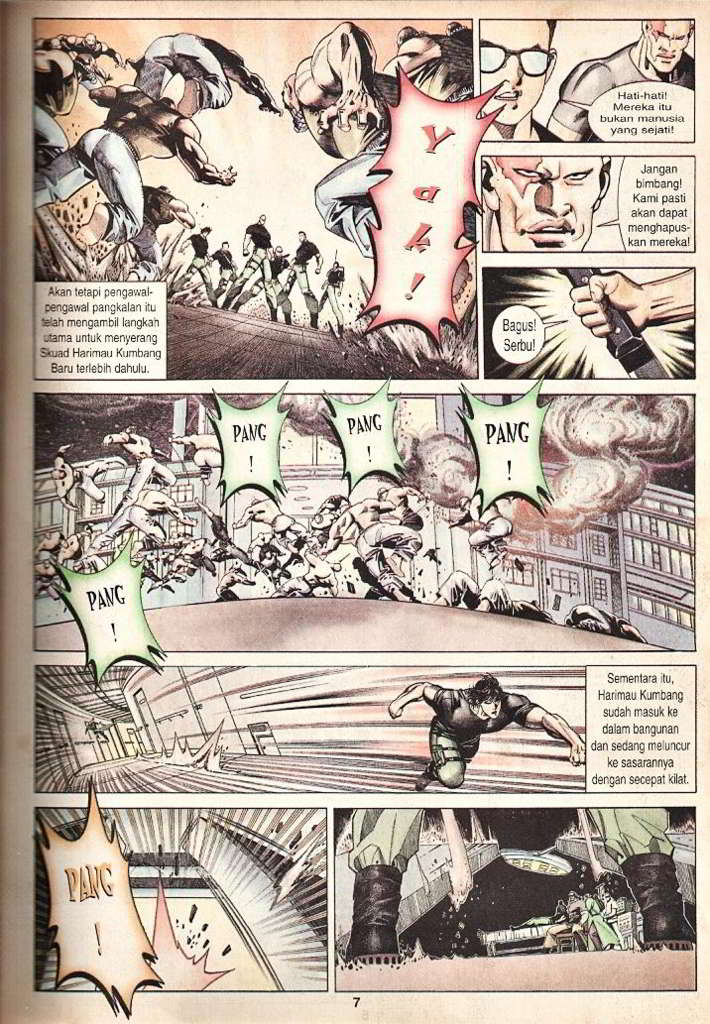 Yak!
Akan tetapi pengawal-
pengawal pangkalan itu
telah mengambil langkah
utama untuk menyerang
Skuad Harimau Kumbang
Baru terlebih dahulu.
Hati-hati!
Mereka itu
bukan manusia
yang sejati!
Jangan
bimbang!
Kami pasti
akan dapat
menghapus-
kan mereka!
Bagus!
Serbu!
PANG
!
PANG
!
PANG
!
PANG
!
Sementara itu,
Harimau Kumbang
sudah masuk ke
dalam bangunan
dan sedang meluncur
ke sasarannya
dengan secepat kilat.
PANG
!
7